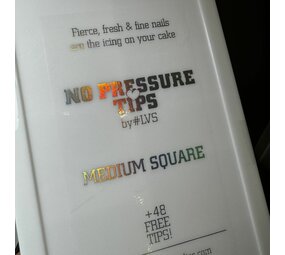 Fierce, fresh & fine nails
the icing on your cake
NO PRESSURE
TIPS
by#LVS
MEDIUM SQUARE
+48
FREE
TIPS!